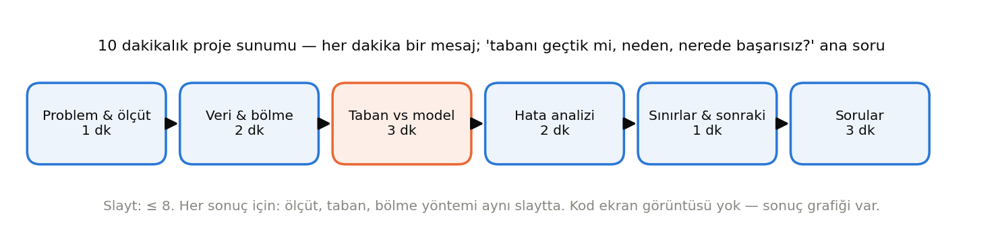 10 dakikalık proje sunumu — her dakika bir mesaj; 'tabanı geçtik mi, neden, nerede başarısız?' ana soru
Problem & ölçüt
1 dk
Veri & bölme
2 dk
Taban vs model
3 dk
Hata analizi
2 dk
Sınırlar & sonraki
1 dk
Sorular
3 dk
Slayt: ≤ 8. Her sonuç için: ölçüt, taban, bölme yöntemi aynı slaytta. Kod ekran görüntüsü yok — sonuç grafiği var.